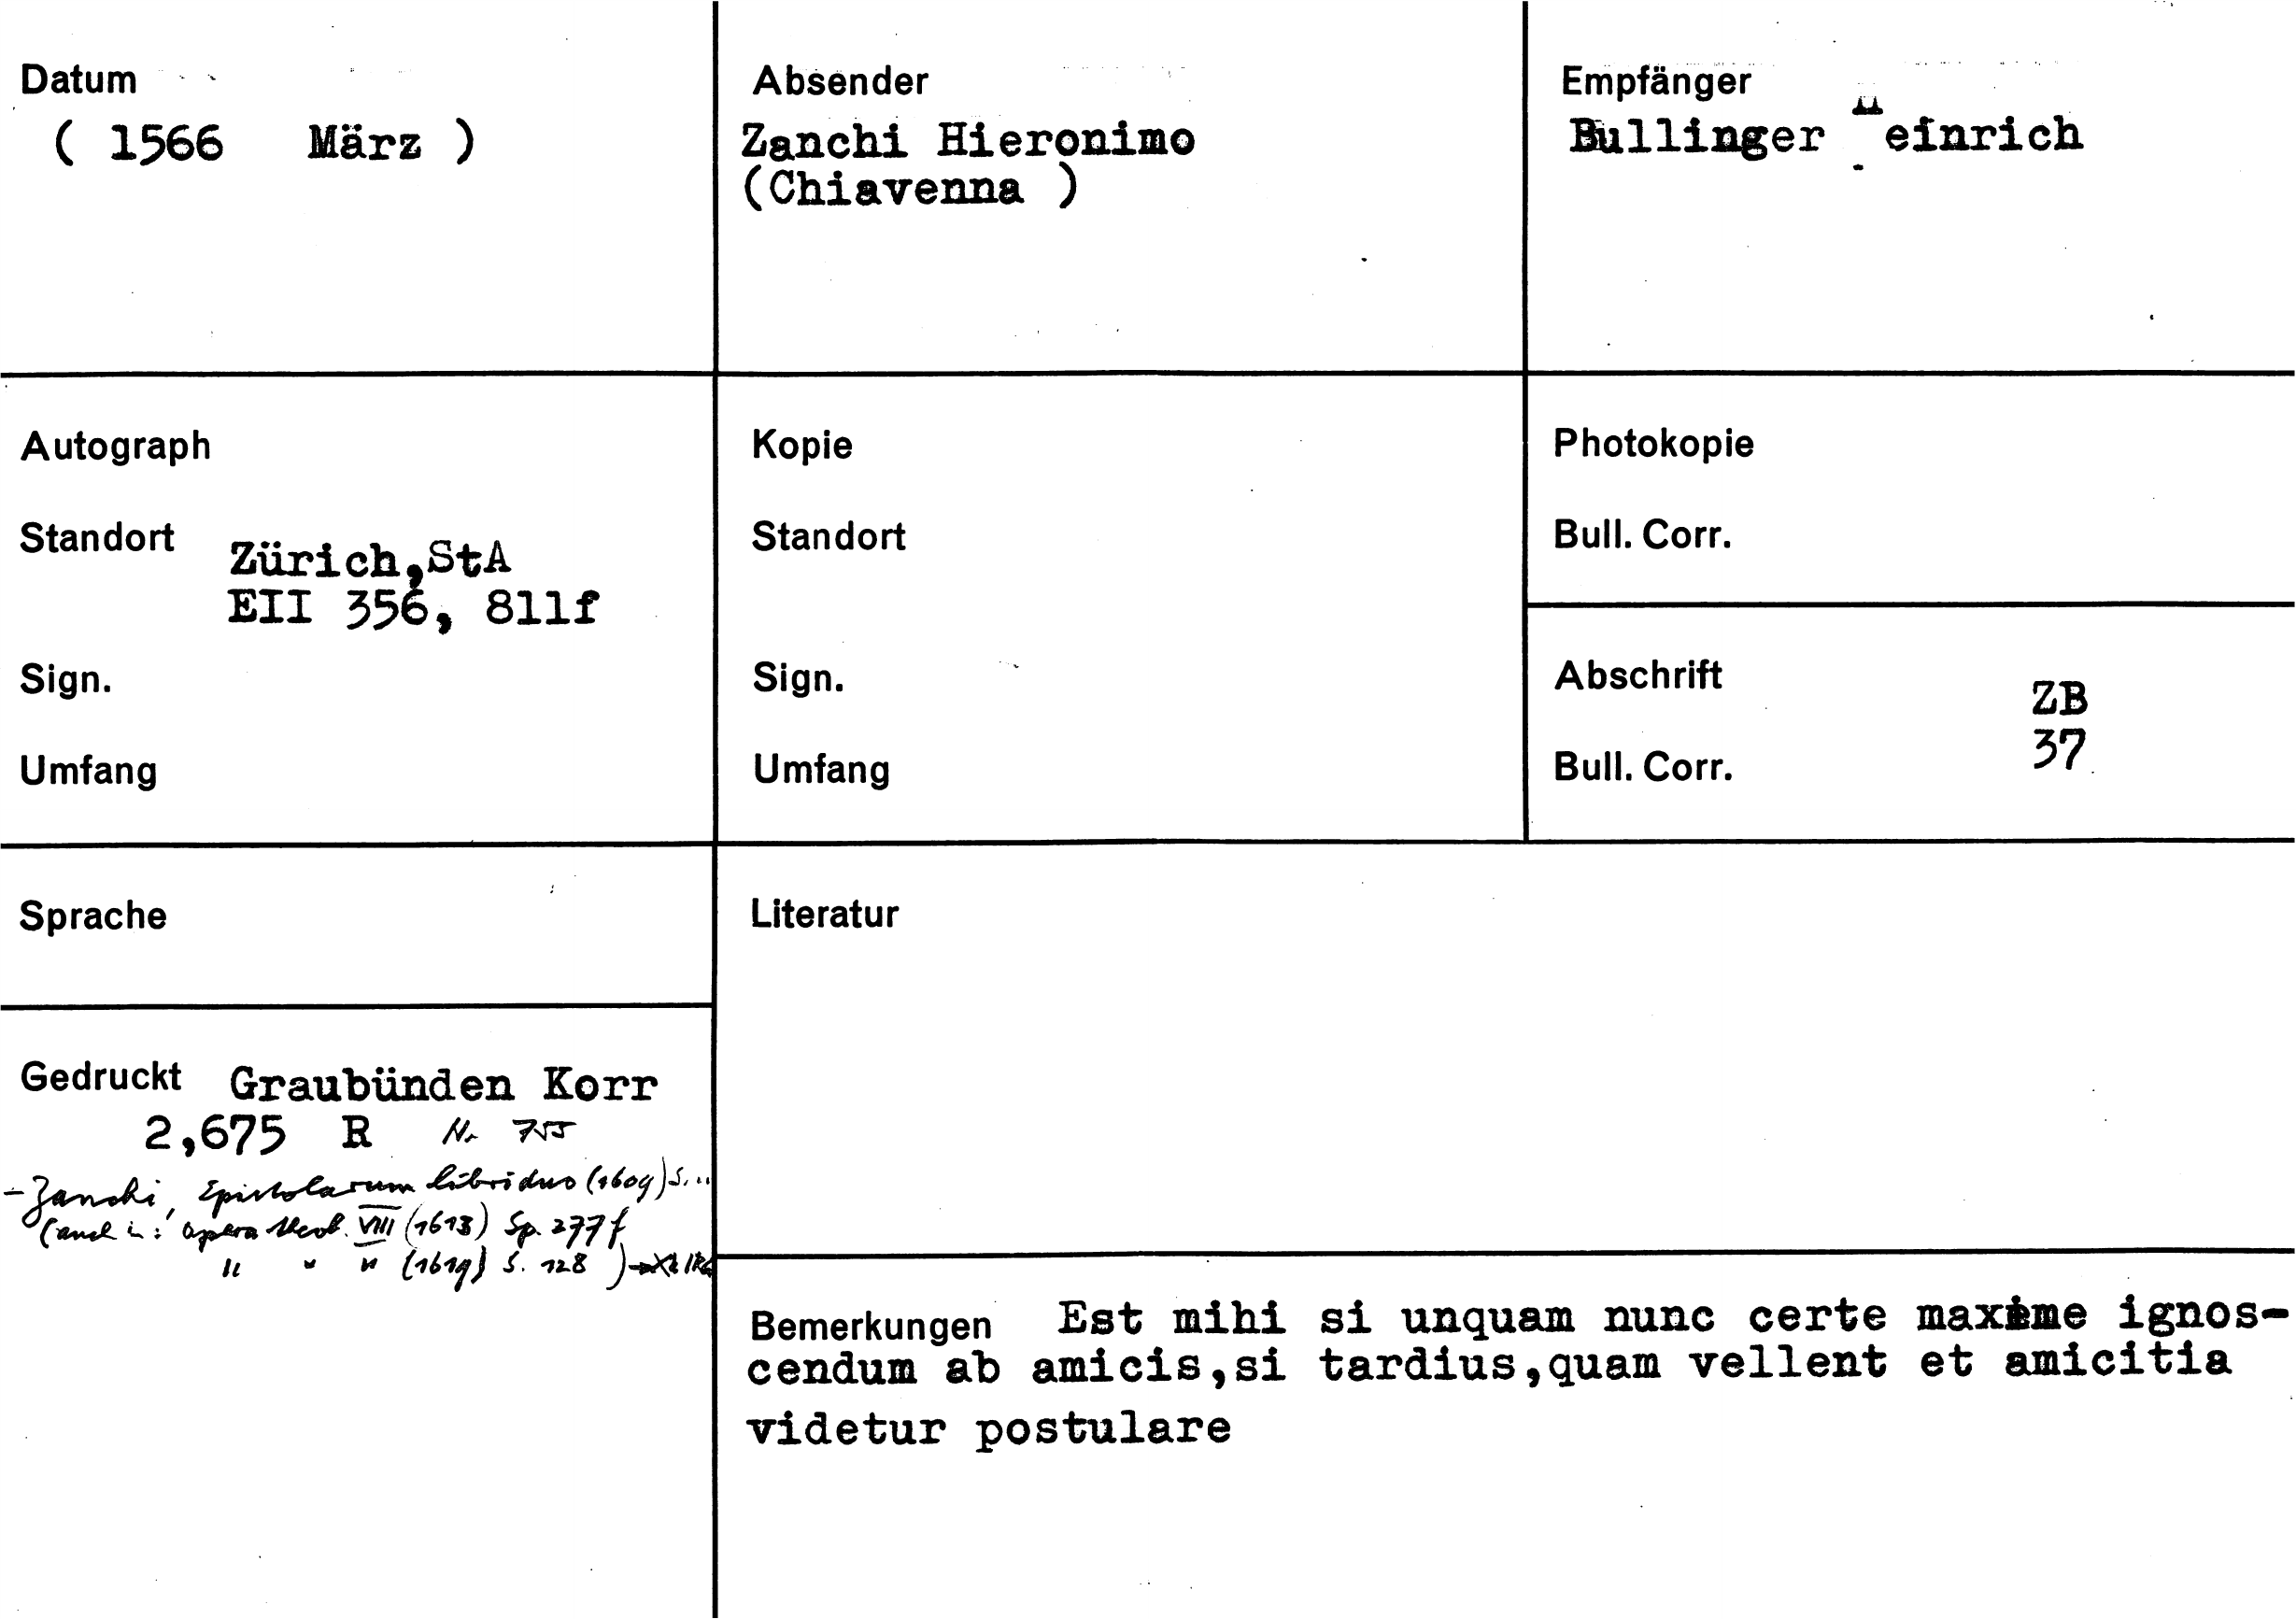 Datum
( 1566 März )
Absender
Zanchi Hieronimo
(Chiavenna )
Empfänger
Bullinger Heinrich
Autograph
Standort Zürich,StA
EII 356, 811f
Sign.
Umfang
Kopie
Standort
Sign.
Umfang
Photokopie
Bull. Corr.
Abschrift ZB
Bull. Corr. 37
Sprache
Literatur
Gedruckt Graubünden Korr
2,675 R Nr 755
- Zanchi, Epistolarum libri duo (1609) S...
(auch in: opera theol. VIII (1613) Sp. 277f
" " " (1619) S. 128 ) →
Bemerkungen Est mihi si unquam nunc certe maxime ignos-
cendum ab amicis,si tardius,quam vellent et amicitia
videtur postulare